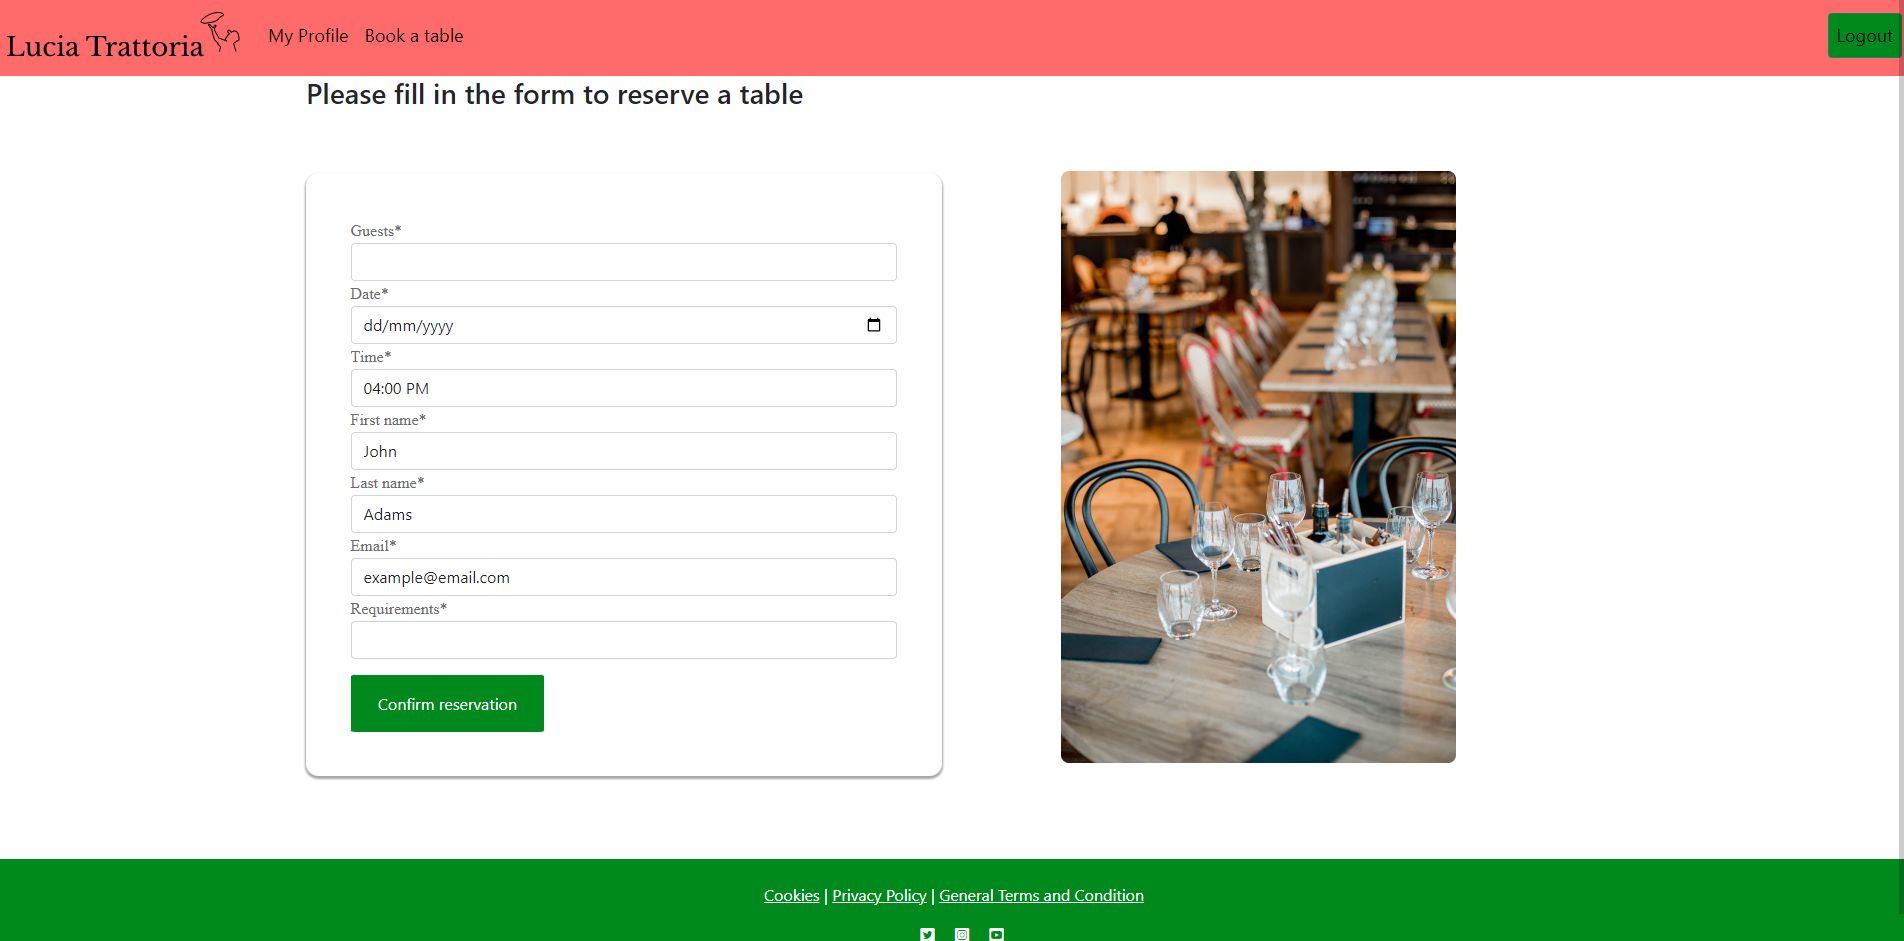 Lucia Trattoria
My Profile
Book a table
Logout
Please fill in the form to reserve a table
Guests*
Date*
dd/mm/yyyy
Time*
04:00 PM
First name*
John
Last name*
Adams
Email*
example@email.com
Requirements*
Confirm reservation
Cookies | Privacy Policy | General Terms and Condition